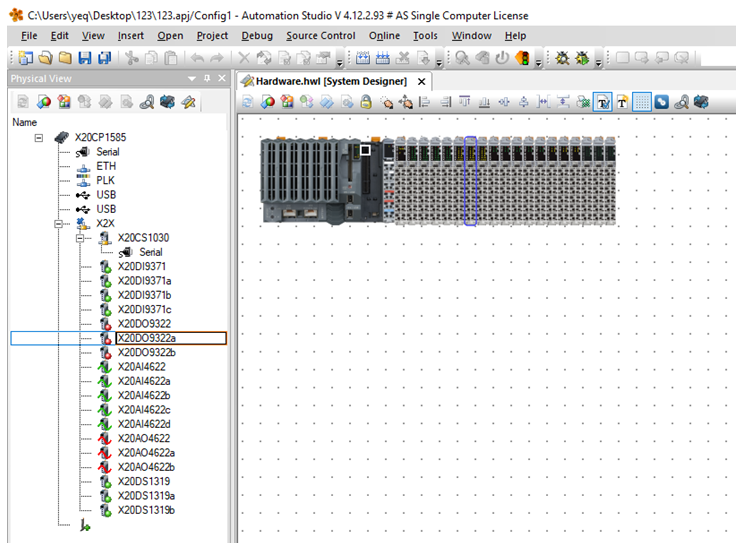 C:\Users\yeq\Desktop\123\123.apj/Config1 - Automation Studio V 4.12.2.93 # AS Single Computer License
File Edit View Insert Open Project Debug Source Control Online Tools Window Help
Physical View
Hardware.hwl [System Designer]
Name
X20CP1585
Serial
ETH
PLK
USB
USB
X2X
X20CS1030
Serial
X20DI9371
X20DI9371a
X20DI9371b
X20DI9371c
X20DO9322
X20DO9322a
X20DO9322b
X20AI4622
X20AI4622a
X20AI4622b
X20AI4622c
X20AI4622d
X20AO4622
X20AO4622a
X20AO4622b
X20DS1319
X20DS1319a
X20DS1319b